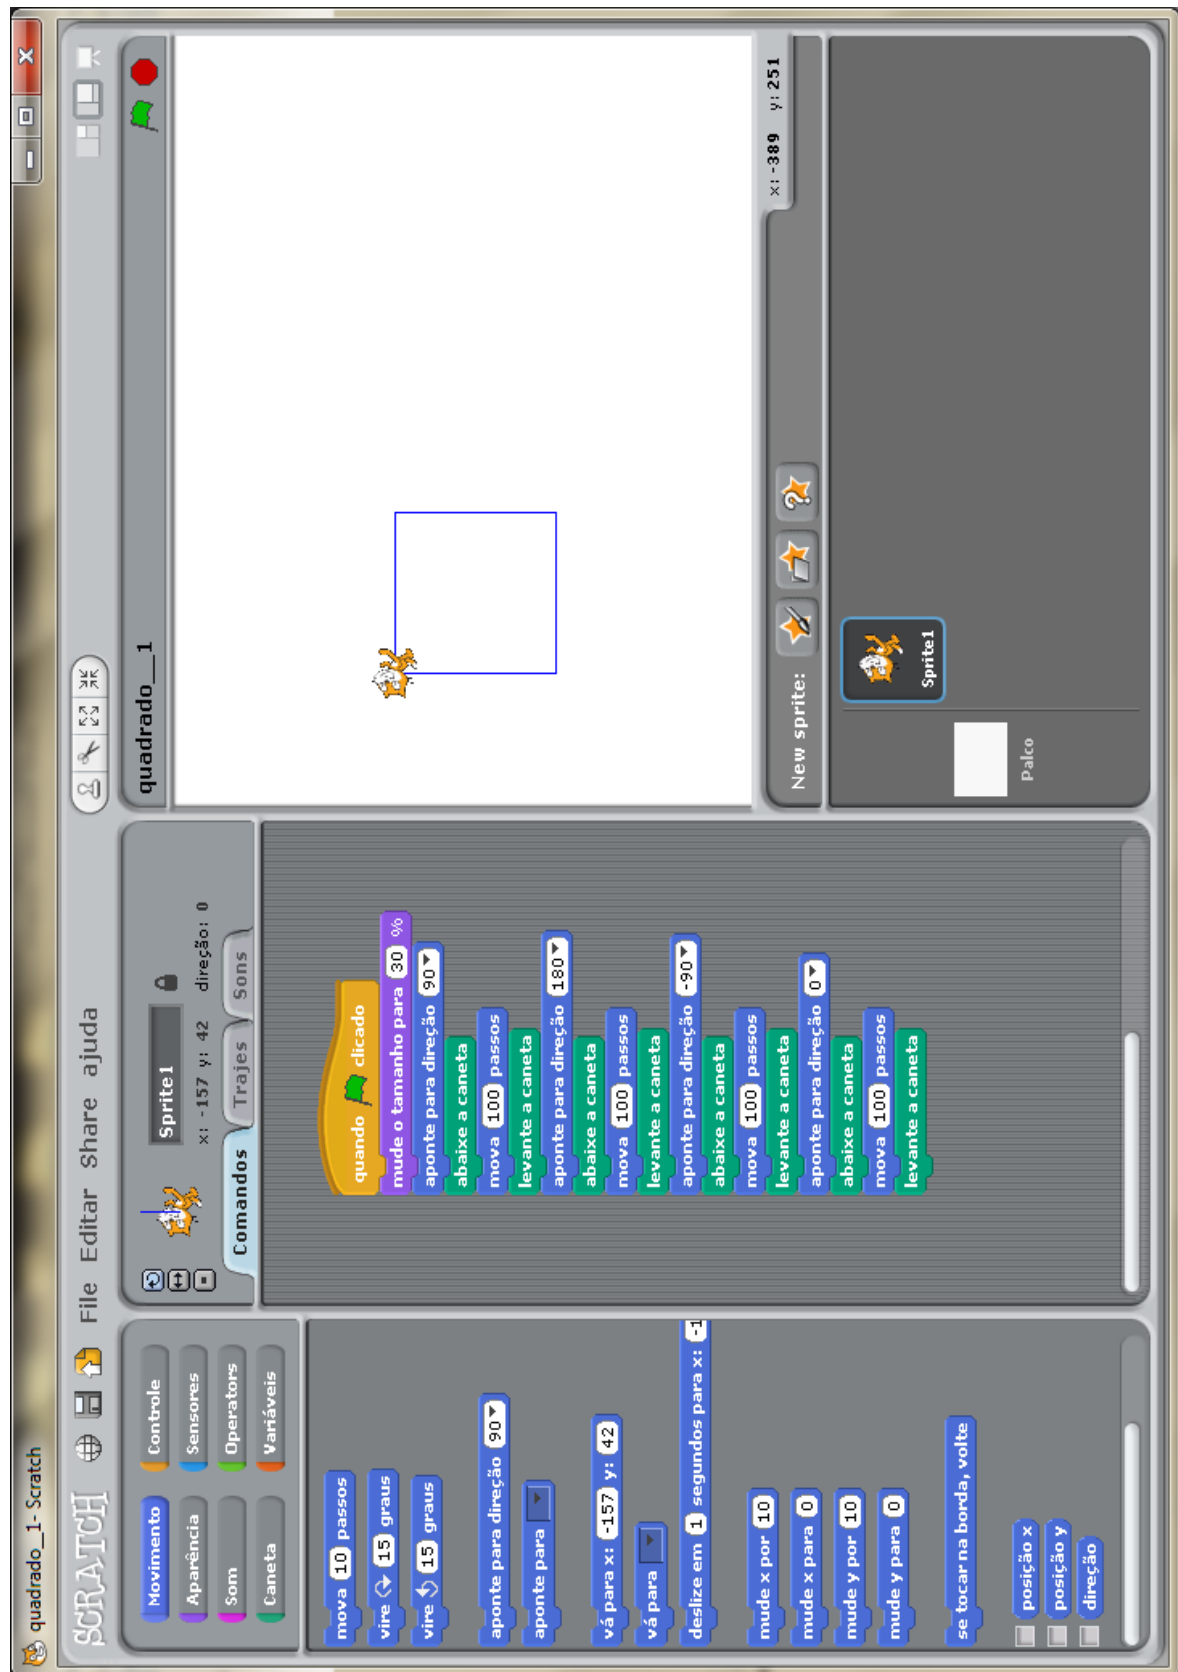 quadrado_1- Scratch
SCRATCH
File Editar Share ajuda
Movimento
Controle
Aparência
Sensores
Som
Operators
Caneta
Variáveis
mova 10 passos
vire 15 graus
vire 15 graus
aponte para direção 90
aponte para
vá para x: -157 y: 42
vá para
deslize em 1 segundos para x: -1
mude x por 10
mude x para 0
mude y por 10
mude y para 0
se tocar na borda, volte
posição x
posição y
direção
Sprite1
x: -157 y: 42 direção: 0
Comandos
Trajes
Sons
quando clicado
mude o tamanho para 30 %
aponte para direção 90
abaixe a caneta
mova 100 passos
levante a caneta
aponte para direção 180
abaixe a caneta
mova 100 passos
levante a caneta
aponte para direção -90
abaixe a caneta
mova 100 passos
levante a caneta
aponte para direção 0
abaixe a caneta
mova 100 passos
levante a caneta
quadrado__1
x: -389 y: 251
New sprite:
Sprite1
Palco